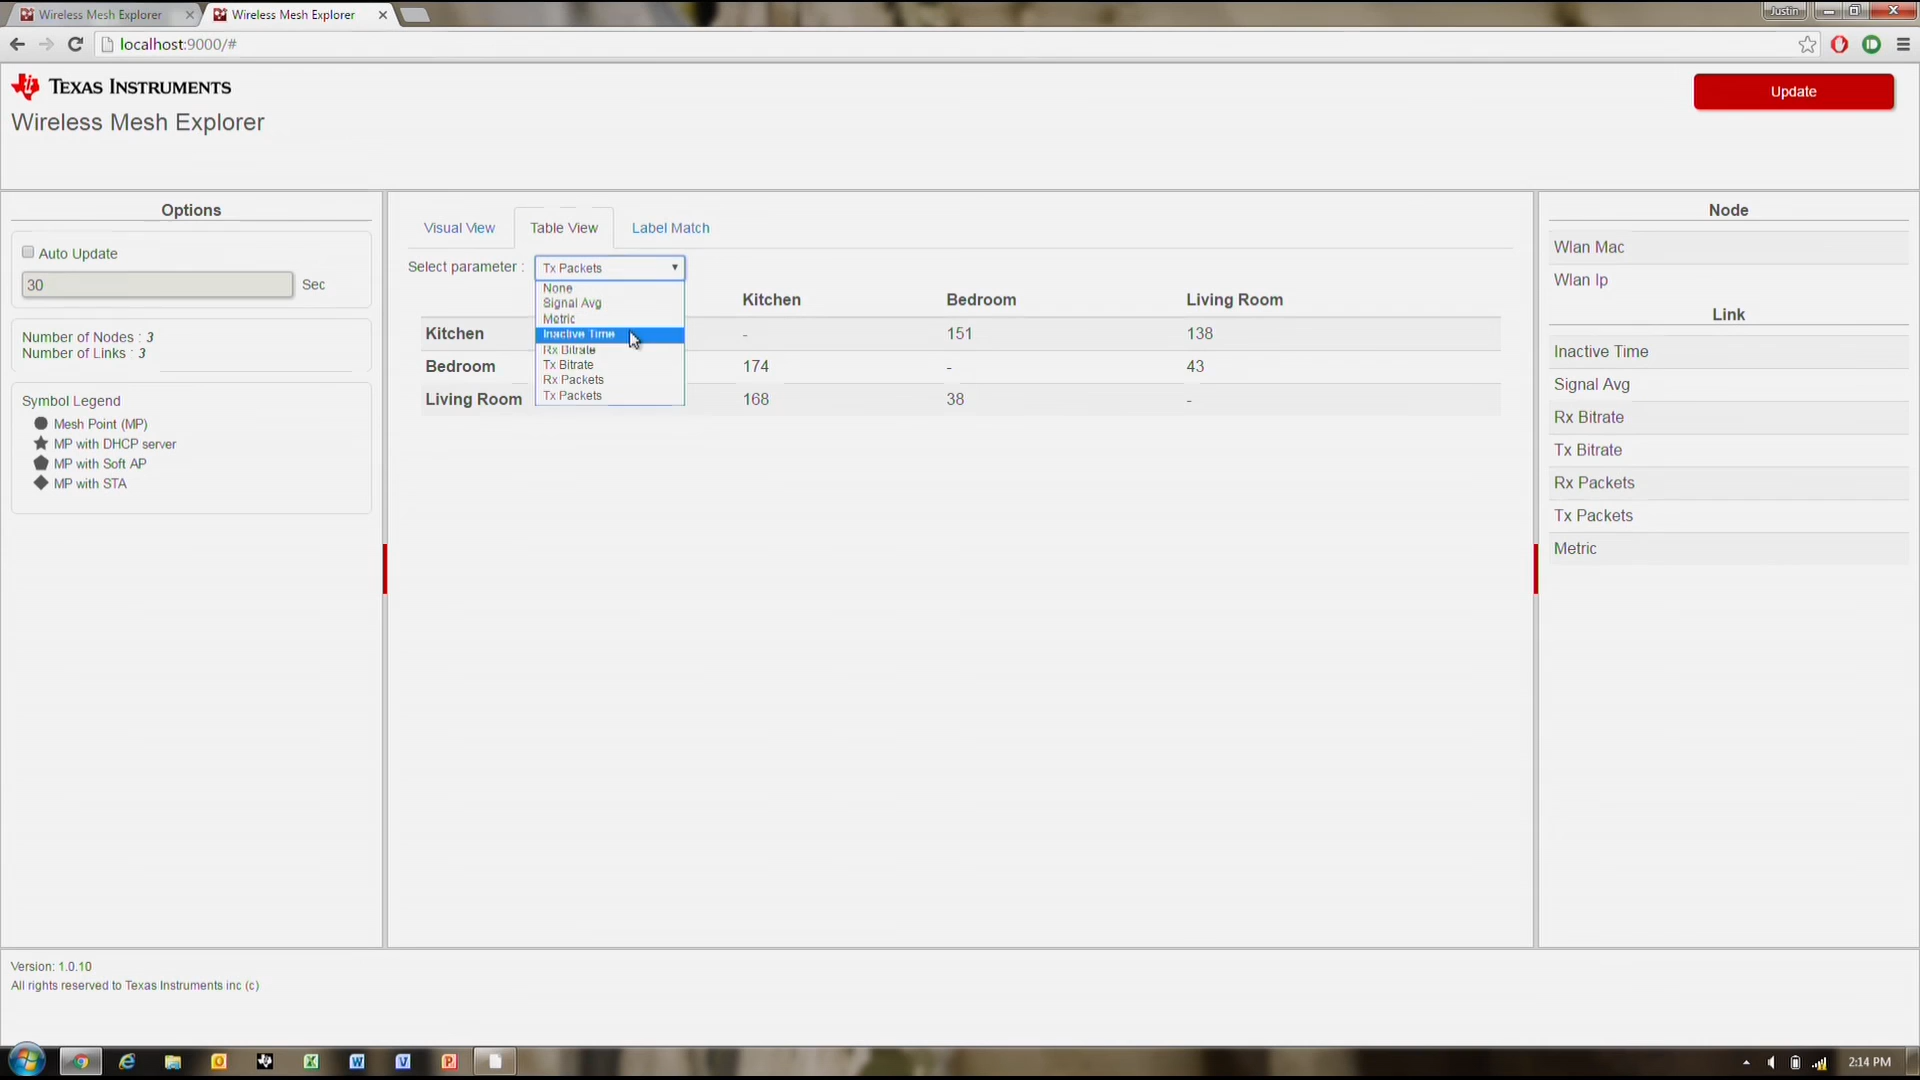 Wireless Mesh Explorer
Wireless Mesh Explorer
Justin
localhost:9000/#
TEXAS INSTRUMENTS
Wireless Mesh Explorer
Update
Options
Auto Update
30 Sec
Number of Nodes : 3
Number of Links : 3
Symbol Legend
Mesh Point (MP)
MP with DHCP server
MP with Soft AP
MP with STA
Visual View Table View Label Match
Select parameter : Tx Packets
None
Signal Avg
Metric
Inactive Time
Rx Bitrate
Tx Bitrate
Rx Packets
Tx Packets
Kitchen Bedroom Living Room
Kitchen - 151 138
Bedroom 174 - 43
Living Room 168 38 -
Node
Wlan Mac
Wlan Ip
Link
Inactive Time
Signal Avg
Rx Bitrate
Tx Bitrate
Rx Packets
Tx Packets
Metric
Version: 1.0.10
All rights reserved to Texas Instruments inc (c)
2:14 PM